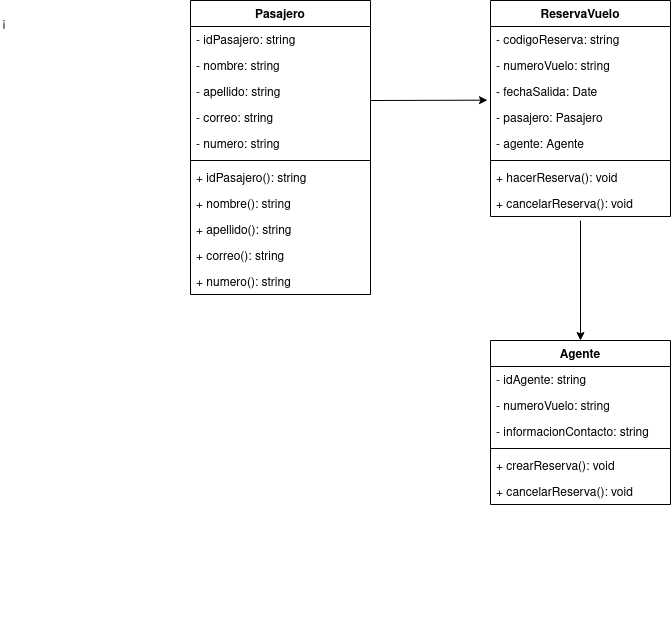 i
Pasajero
- idPasajero: string
- nombre: string
- apellido: string
- correo: string
- numero: string
+ idPasajero(): string
+ nombre(): string
+ apellido(): string
+ correo(): string
+ numero(): string
ReservaVuelo
- codigoReserva: string
- numeroVuelo: string
- fechaSalida: Date
- pasajero: Pasajero
- agente: Agente
+ hacerReserva(): void
+ cancelarReserva(): void
Agente
- idAgente: string
- numeroVuelo: string
- informacionContacto: string
+ crearReserva(): void
+ cancelarReserva(): void